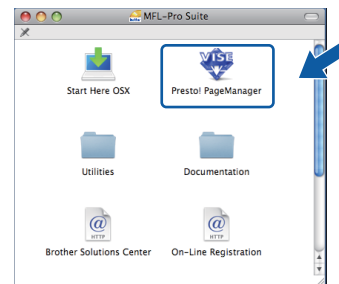 MFL-Pro Suite
VISE
Start Here OSX
Presto! PageManager
Utilities
Documentation
@
HTTP
@
HTTP
Brother Solutions Center
On-Line Registration